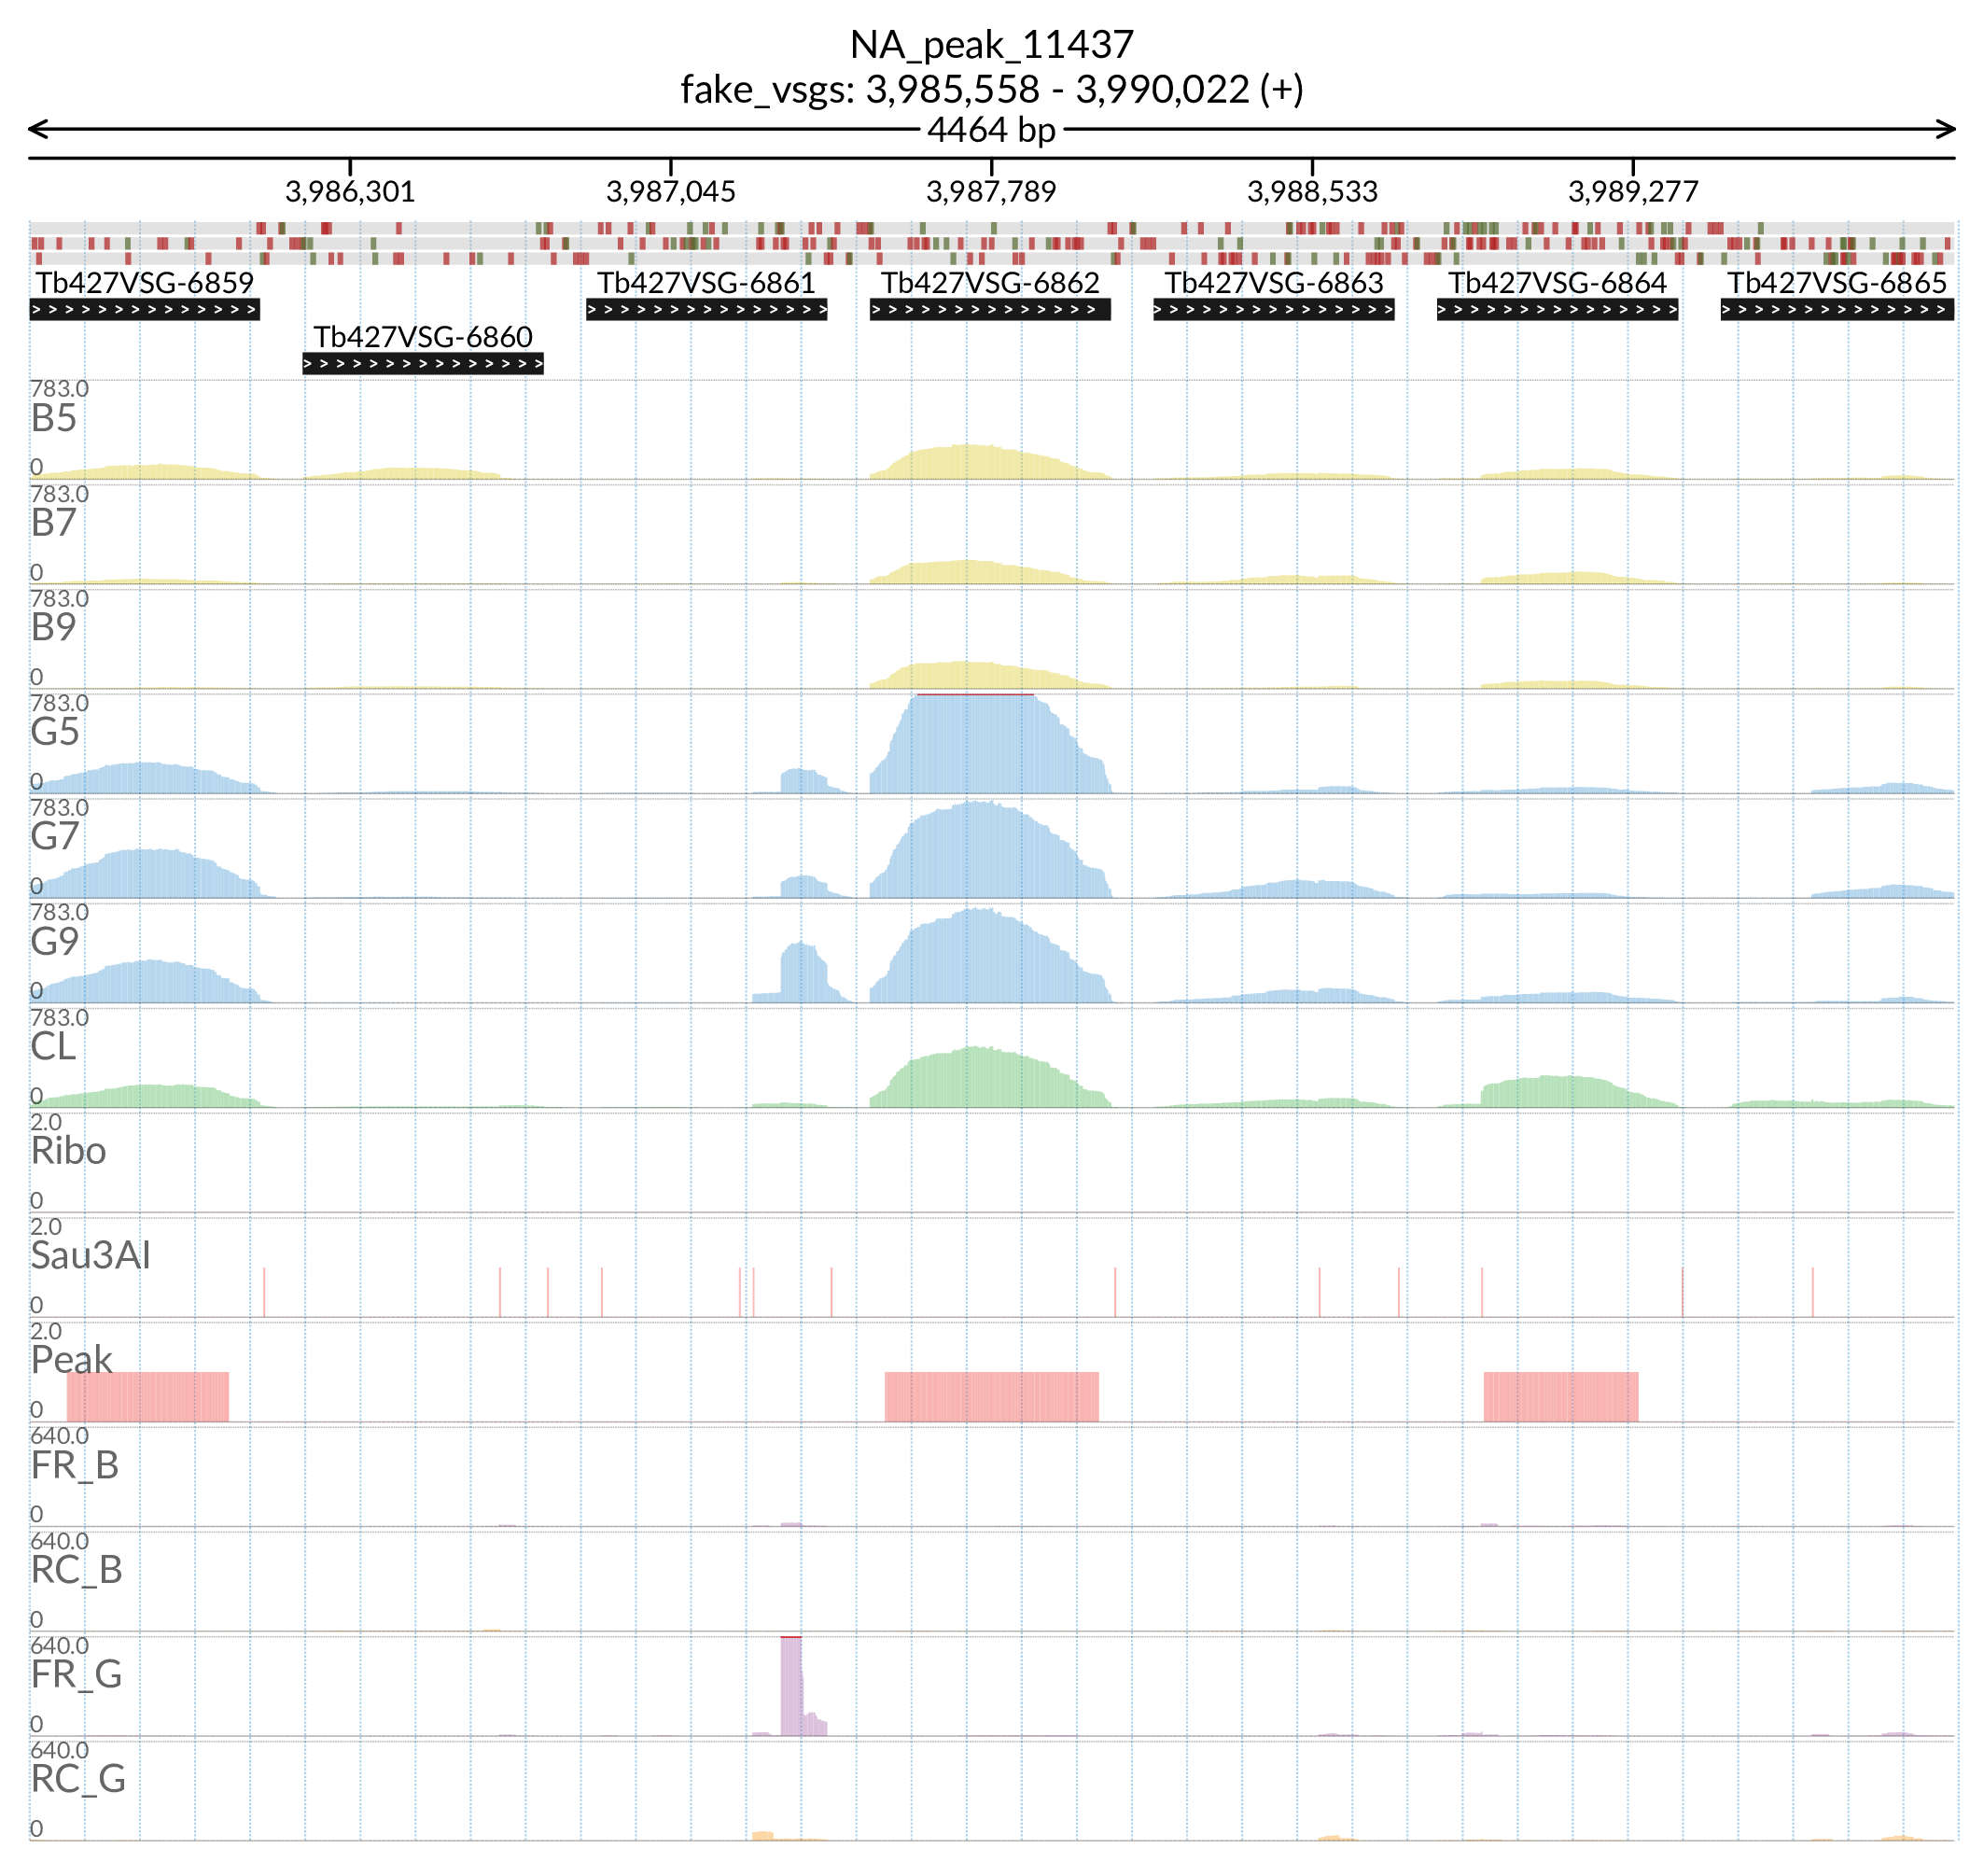 NA_peak_11437
fake_vsgs: 3,985,558 - 3,990,022 (+)
4464 bp
3,986,301 3,987,045 3,987,789 3,988,533 3,989,277
Tb427VSG-6859 Tb427VSG-6861 Tb427VSG-6862 Tb427VSG-6863 Tb427VSG-6864 Tb427VSG-6865
Tb427VSG-6860
783.0
B5
0
783.0
B7
0
783.0
B9
0
783.0
G5
0
783.0
G7
0
783.0
G9
0
783.0
CL
0
2.0
Ribo
0
2.0
Sau3AI
0
2.0
Peak
0
640.0
FR_B
0
640.0
RC_B
0
640.0
FR_G
0
640.0
RC_G
0